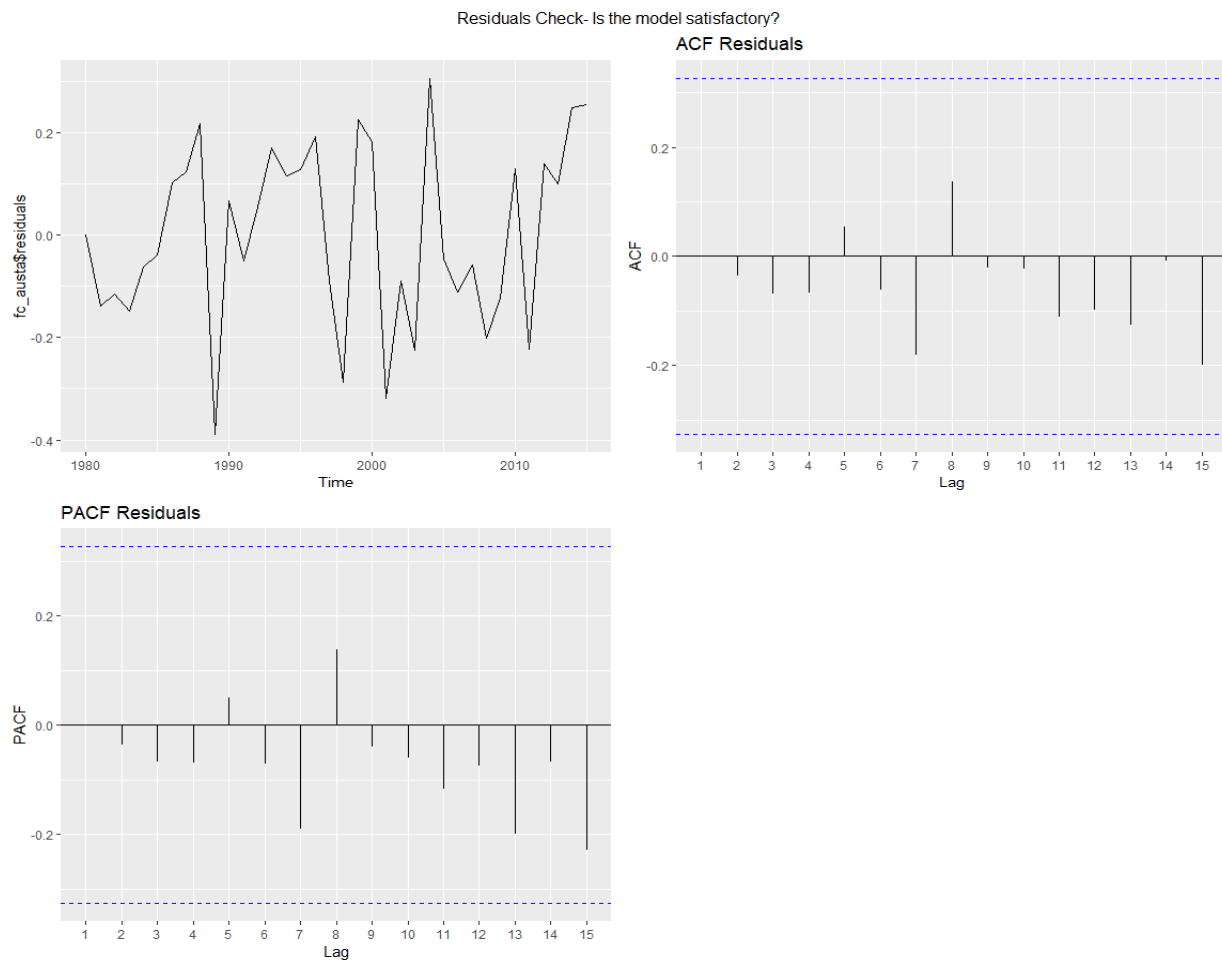 Residuals Check- Is the model satisfactory?
ACF Residuals
fc_austa$residuals
0.2
0.0
-0.2
-0.4
1980 1990 2000 2010
Time
ACF
0.2
0.0
-0.2
1 2 3 4 5 6 7 8 9 10 11 12 13 14 15
Lag
PACF Residuals
PACF
0.2
0.0
-0.2
1 2 3 4 5 6 7 8 9 10 11 12 13 14 15
Lag